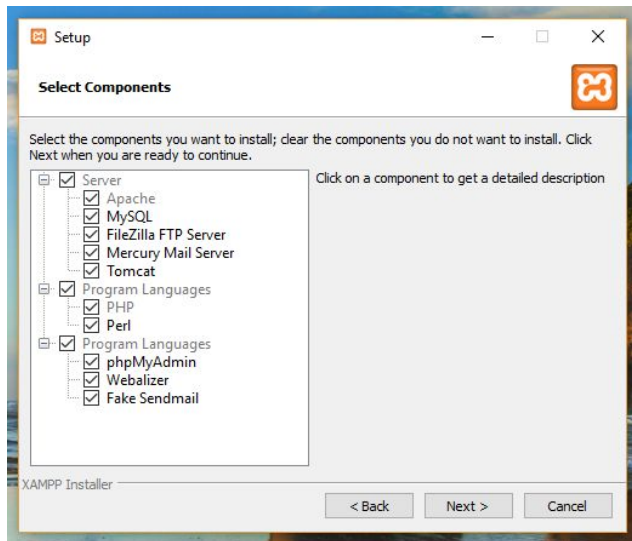 Setup
Select Components
Select the components you want to install; clear the components you do not want to install. Click
Next when you are ready to continue.
Server
Apache
MySQL
FileZilla FTP Server
Mercury Mail Server
Tomcat
Program Languages
PHP
Perl
Program Languages
phpMyAdmin
Webalizer
Fake Sendmail
Click on a component to get a detailed description
XAMPP Installer
< Back
Next >
Cancel